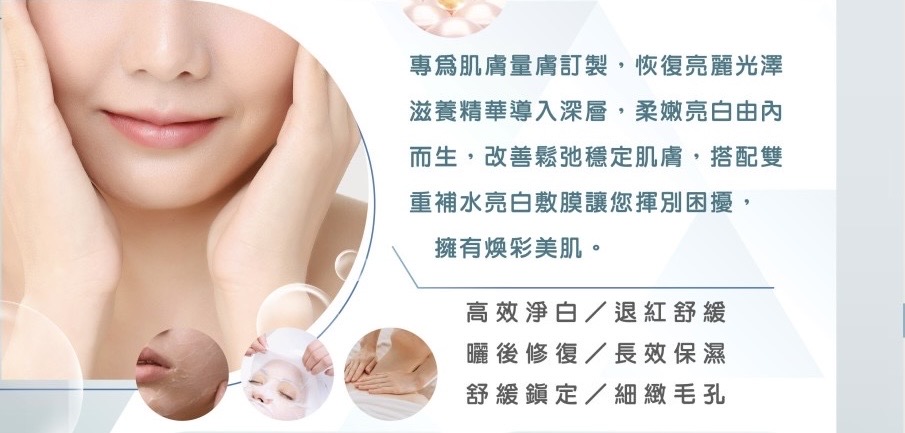 專為肌膚量膚訂製，恢復亮麗光澤
滋養精華導入深層，柔嫩亮白由內
而生，改善鬆弛穩定肌膚，搭配雙
重補水亮白敷膜讓您揮別困擾，
擁有煥彩美肌。
高效淨白／退紅舒緩
曬後修復／長效保濕
舒緩鎮定／細緻毛孔